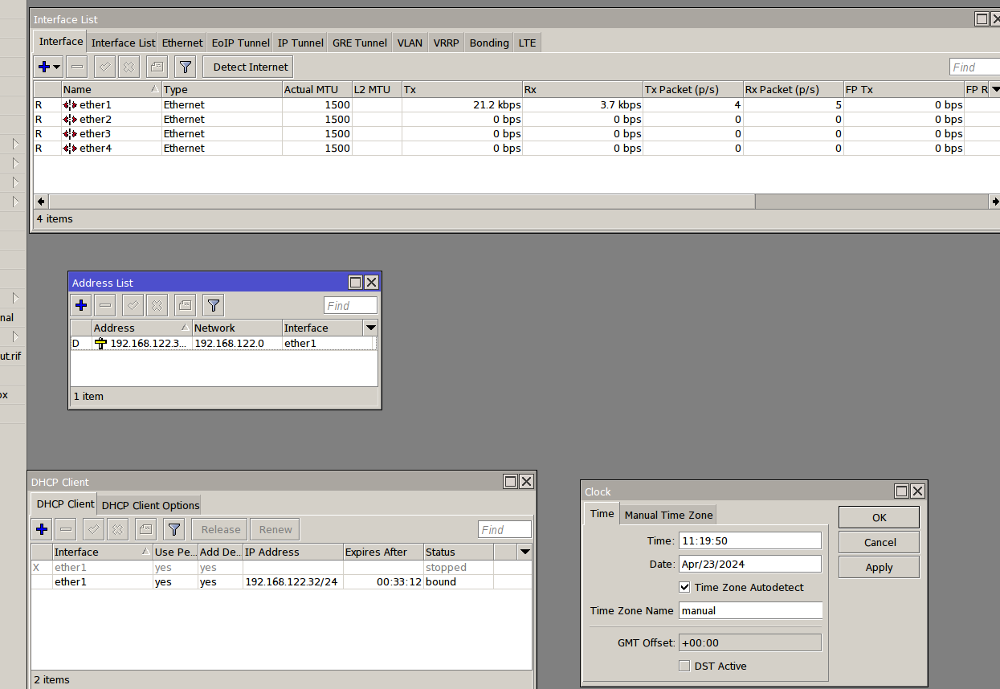 Interface List
Interface Interface List Ethernet EoIP Tunnel IP Tunnel GRE Tunnel VLAN VRRP Bonding LTE
Detect Internet Find
Name Type Actual MTU L2 MTU Tx Rx Tx Packet (p/s) Rx Packet (p/s) FP Tx FP R
R ether1 Ethernet 1500 21.2 kbps 3.7 kbps 4 5 0 bps
R ether2 Ethernet 1500 0 bps 0 bps 0 0 0 bps
R ether3 Ethernet 1500 0 bps 0 bps 0 0 0 bps
R ether4 Ethernet 1500 0 bps 0 bps 0 0 0 bps
4 items
nal
ut.rif
ox
Address List
Find
Address Network Interface
D 192.168.122.3... 192.168.122.0 ether1
1 item
DHCP Client
DHCP Client DHCP Client Options
Release Renew Find
Interface Use Pe... Add De... IP Address Expires After Status
X ether1 yes yes stopped
ether1 yes yes 192.168.122.32/24 00:33:12 bound
2 items
Clock
Time Manual Time Zone
OK
Cancel
Apply
Time: 11:19:50
Date: Apr/23/2024
Time Zone Autodetect
Time Zone Name manual
GMT Offset: +00:00
DST Active